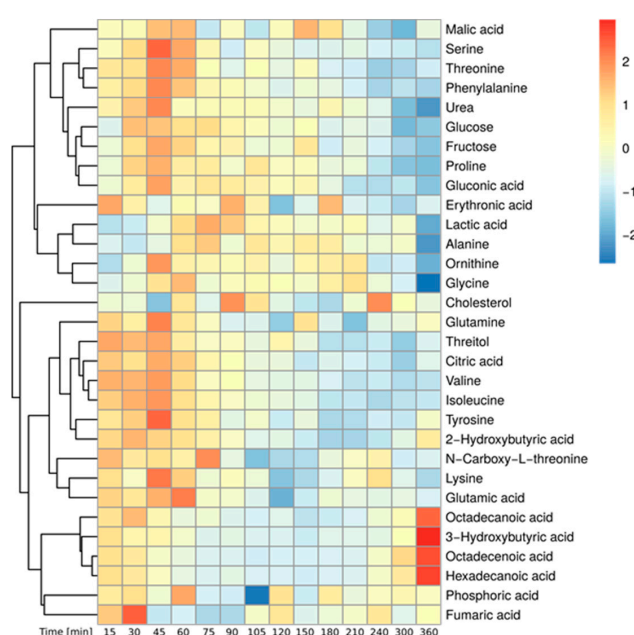 Malic acid
Serine
Threonine
Phenylalanine
Urea
Glucose
Fructose
Proline
Gluconic acid
Erythronic acid
Lactic acid
Alanine
Ornithine
Glycine
Cholesterol
Glutamine
Threitol
Citric acid
Valine
Isoleucine
Tyrosine
2−Hydroxybutyric acid
N−Carboxy−L−threonine
Lysine
Glutamic acid
Octadecanoic acid
3−Hydroxybutyric acid
Octadecenoic acid
Hexadecanoic acid
Phosphoric acid
Fumaric acid
Time [min] 15 30 45 60 75 90 105 120 150 180 210 240 300 360
2
1
0
−1
−2